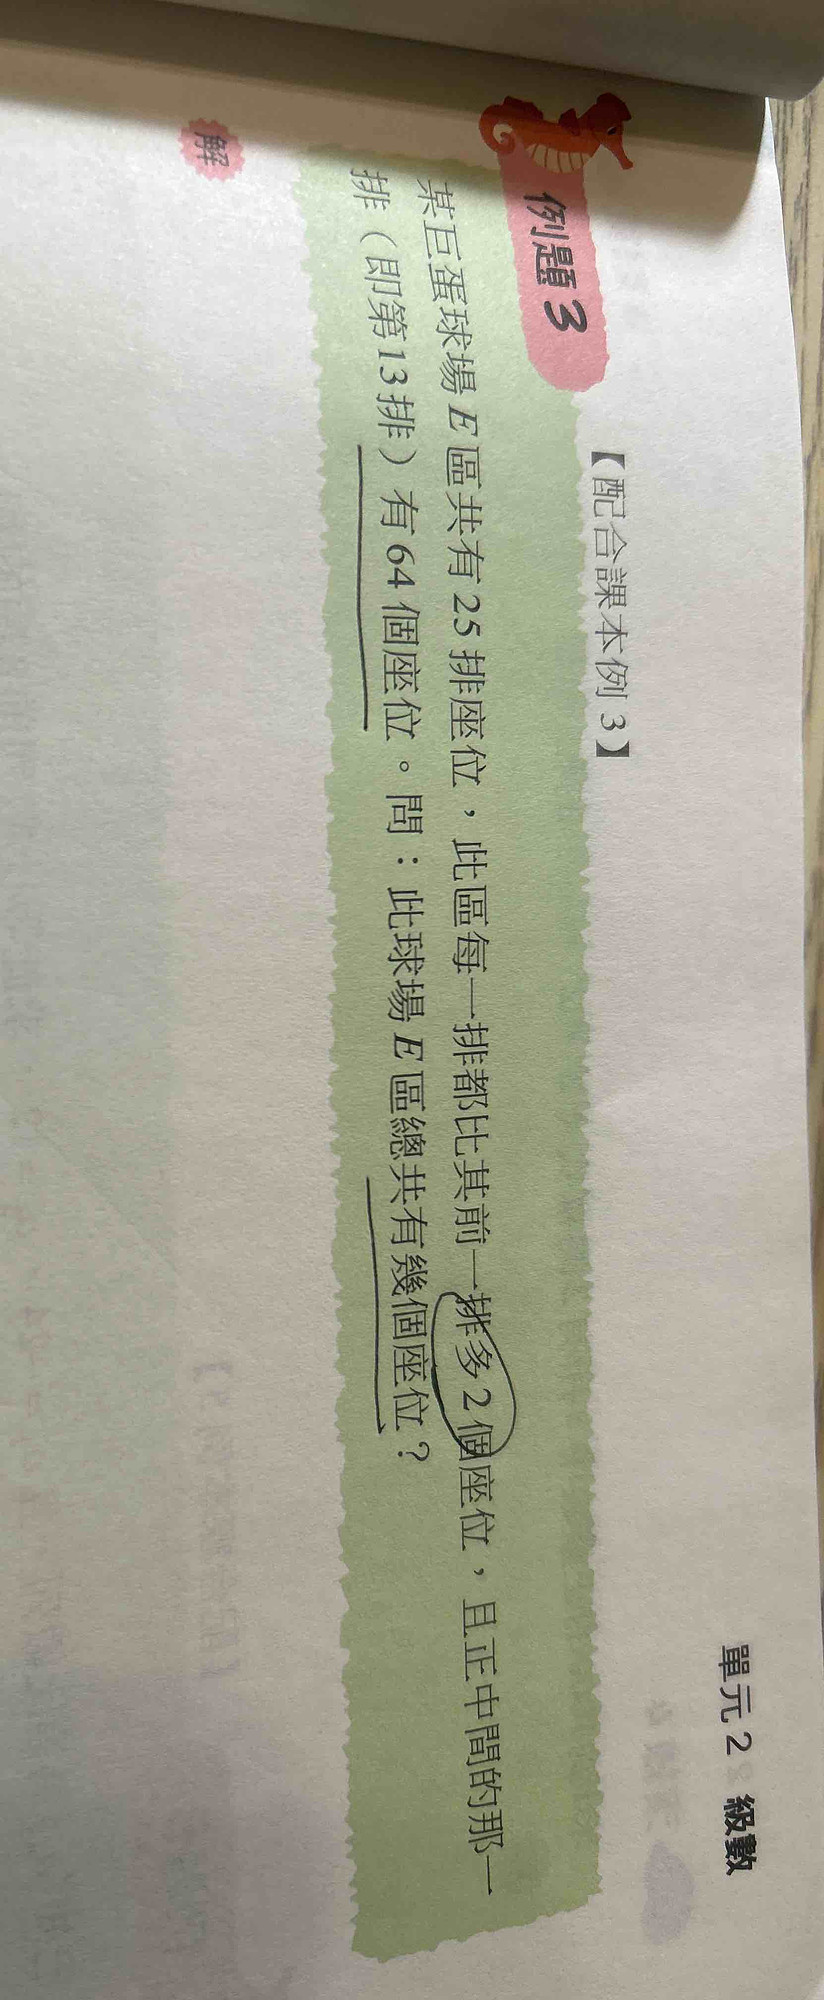 單元 2 級數
例題 3
【配合課本例 3】
某巨蛋球場 E 區共有 25 排座位，此區每一排都比其前一排多 2 個座位，且正中間的那一
排（即第 13 排）有 64 個座位。問：此球場 E 區總共有幾個座位？
解